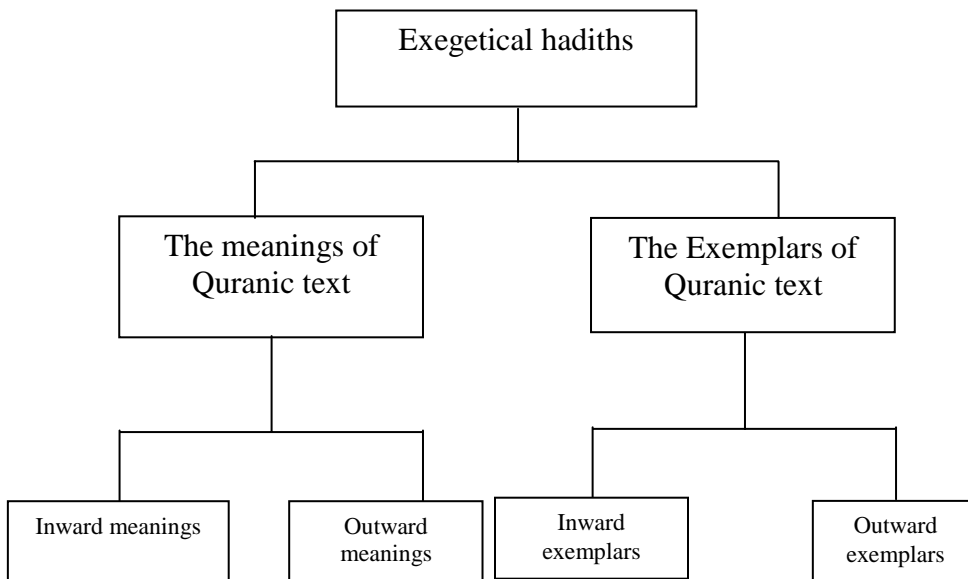 Exegetical hadiths
The meanings of
Quranic text
The Exemplars of
Quranic text
Inward meanings
Outward
meanings
Inward
exemplars
Outward
exemplars